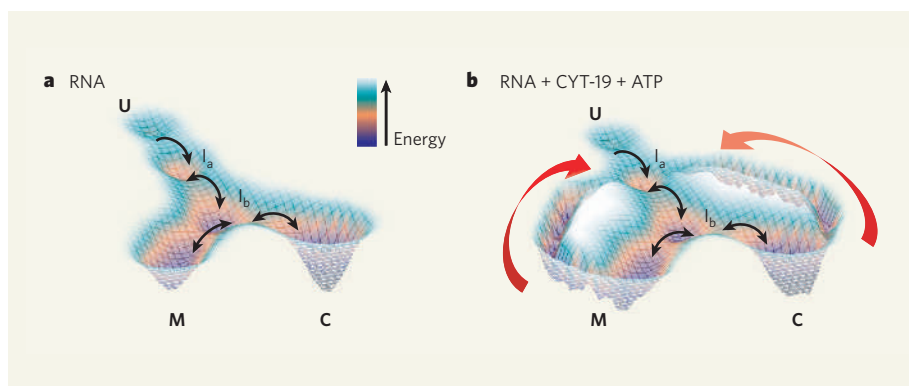 a RNA
U
Energy
Ia
Ib
M
C
b RNA + CYT-19 + ATP
U
Ia
Ib
M
C